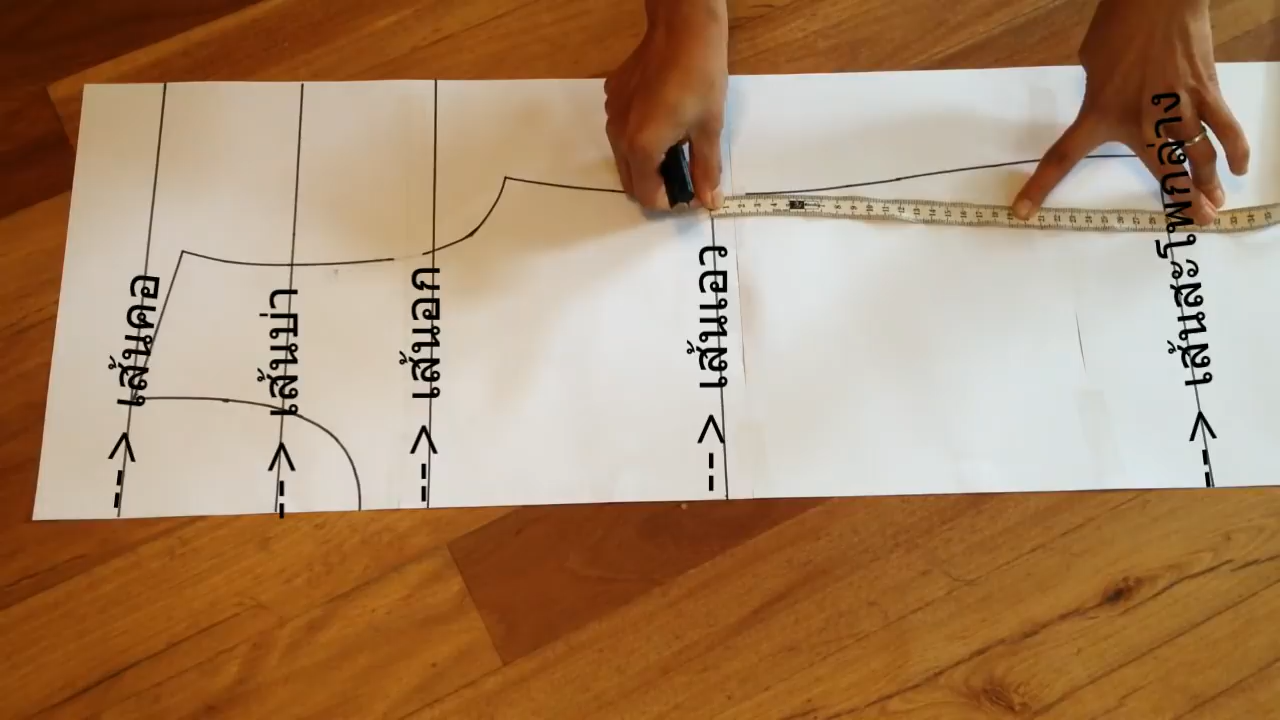 ---> เส้นคอ
---> เส้นบ่า
---> เส้นอก
---> เส้นเอว
---> เส้นสะโพกล่าง